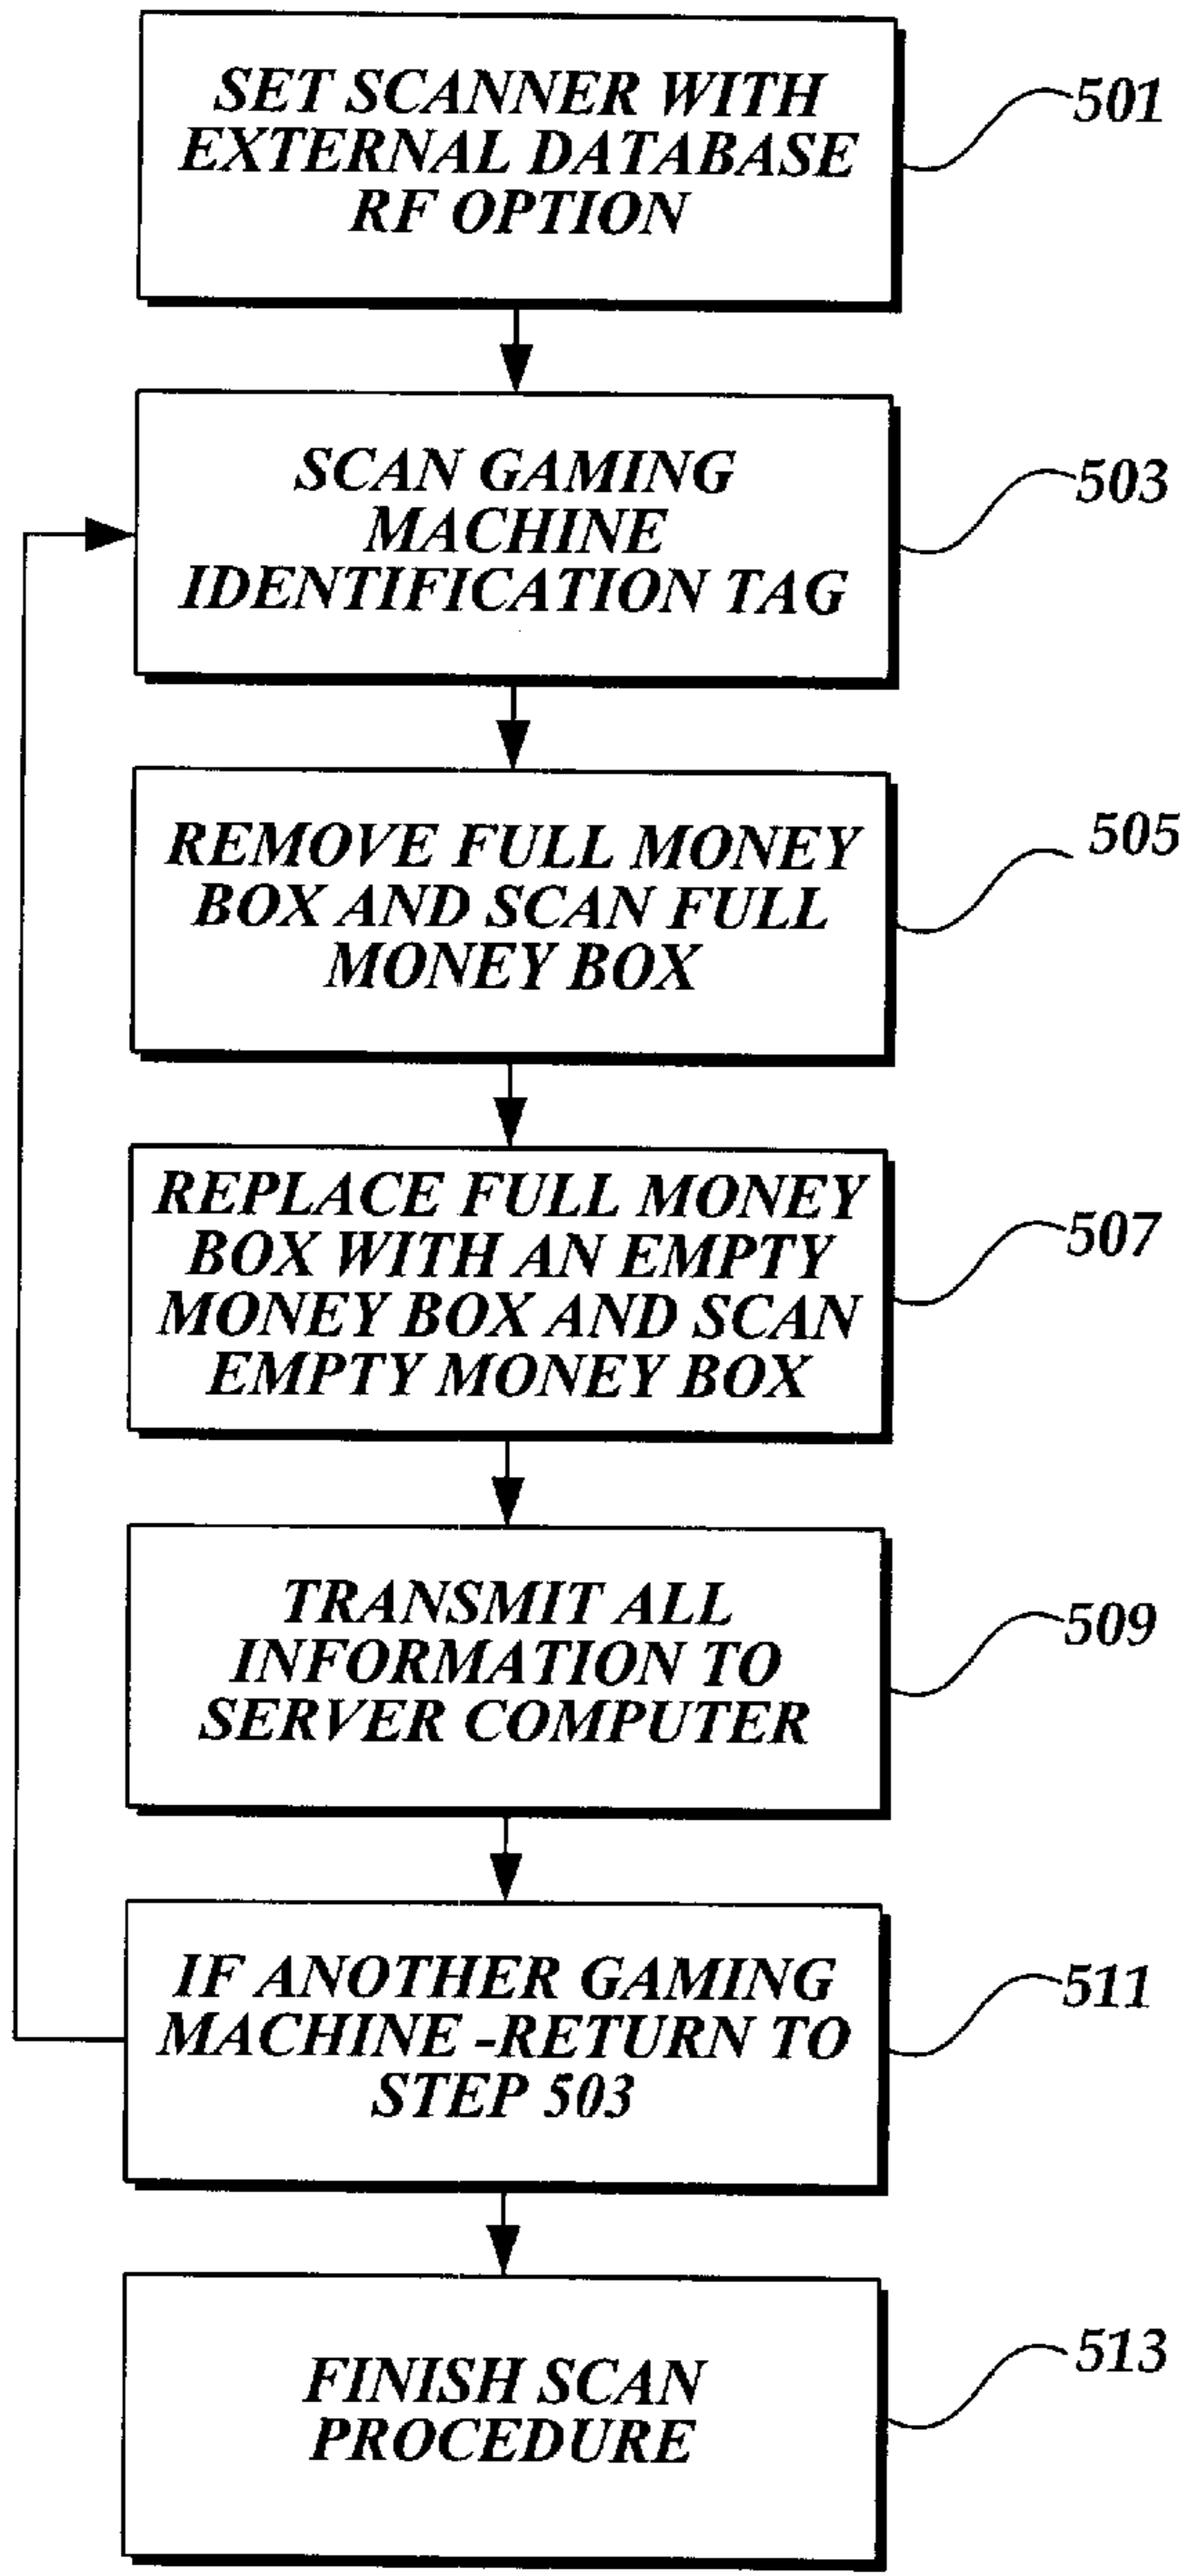 SET SCANNER WITH
EXTERNAL DATABASE
RF OPTION
501
SCAN GAMING
MACHINE
IDENTIFICATION TAG
503
REMOVE FULL MONEY
BOX AND SCAN FULL
MONEY BOX
505
REPLACE FULL MONEY
BOX WITH AN EMPTY
MONEY BOX AND SCAN
EMPTY MONEY BOX
507
TRANSMIT ALL
INFORMATION TO
SERVER COMPUTER
509
IF ANOTHER GAMING
MACHINE -RETURN TO
STEP 503
511
FINISH SCAN
PROCEDURE
513